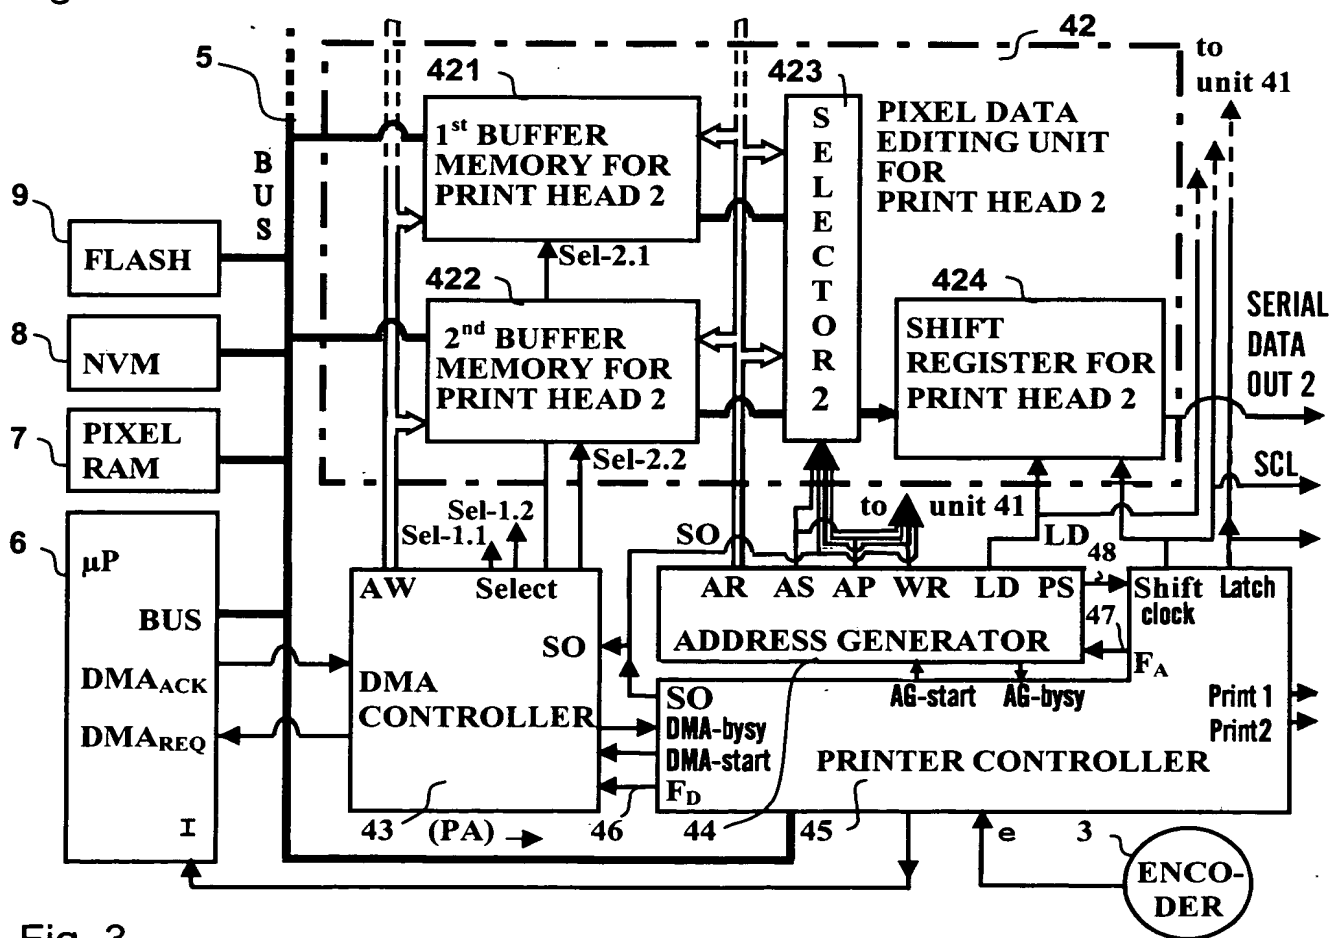 42
to
unit 41
5
421
423
1st BUFFER
MEMORY FOR
PRINT HEAD 2
SELECTOR 2
PIXEL DATA
EDITING UNIT
FOR
PRINT HEAD 2
BUS
9
FLASH
Sel-2.1
422
424
8
NVM
2nd BUFFER
MEMORY FOR
PRINT HEAD 2
SHIFT
REGISTER FOR
PRINT HEAD 2
SERIAL
DATA
OUT 2
7
PIXEL
RAM
Sel-2.2
SCL
Sel-1.2
Sel-1.1
to unit 41
SO
LD
48
6
µP
AW
Select
AR AS AP WR LD PS
Shift
clock
Latch
47
BUS
SO
ADDRESS GENERATOR
FA
DMAACK
DMA
CONTROLLER
SO
AG-start
AG-bysy
Print 1
Print2
DMAREQ
DMA-bysy
DMA-start
PRINTER CONTROLLER
FD
I
43
(PA)
46
44
45
e
3
ENCO-
DER
Fig. 3